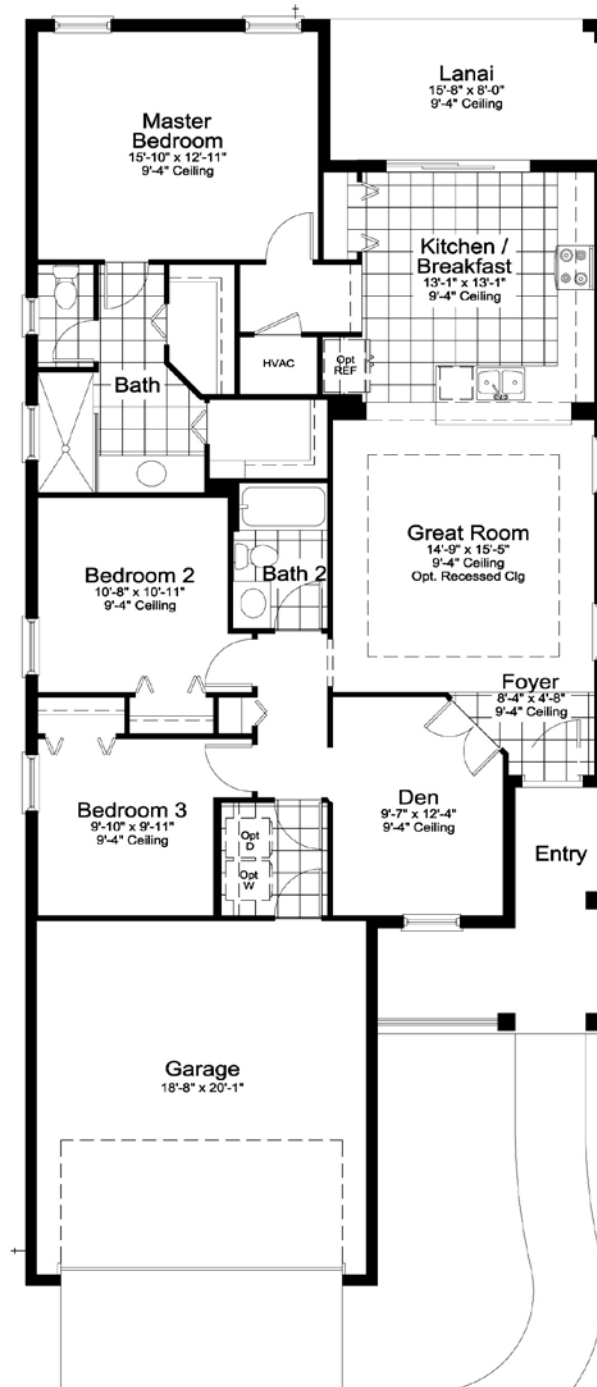 Lanai
15'-8" x 8'-0"
9'-4" Ceiling
Master
Bedroom
15'-10" x 12'-11"
9'-4" Ceiling
Kitchen /
Breakfast
13'-1" x 13'-1"
9'-4" Ceiling
HVAC
Opt
REF
Bath
Great Room
14'-9" x 15'-5"
9'-4" Ceiling
Opt. Recessed Clg
Bedroom 2
10'-8" x 10'-11"
9'-4" Ceiling
Bath 2
Foyer
8'-4" x 4'-8"
9'-4" Ceiling
Den
9'-7" x 12'-4"
9'-4" Ceiling
Bedroom 3
9'-10" x 9'-11"
9'-4" Ceiling
Opt
D
Opt
W
Entry
Garage
18'-8" x 20'-1"